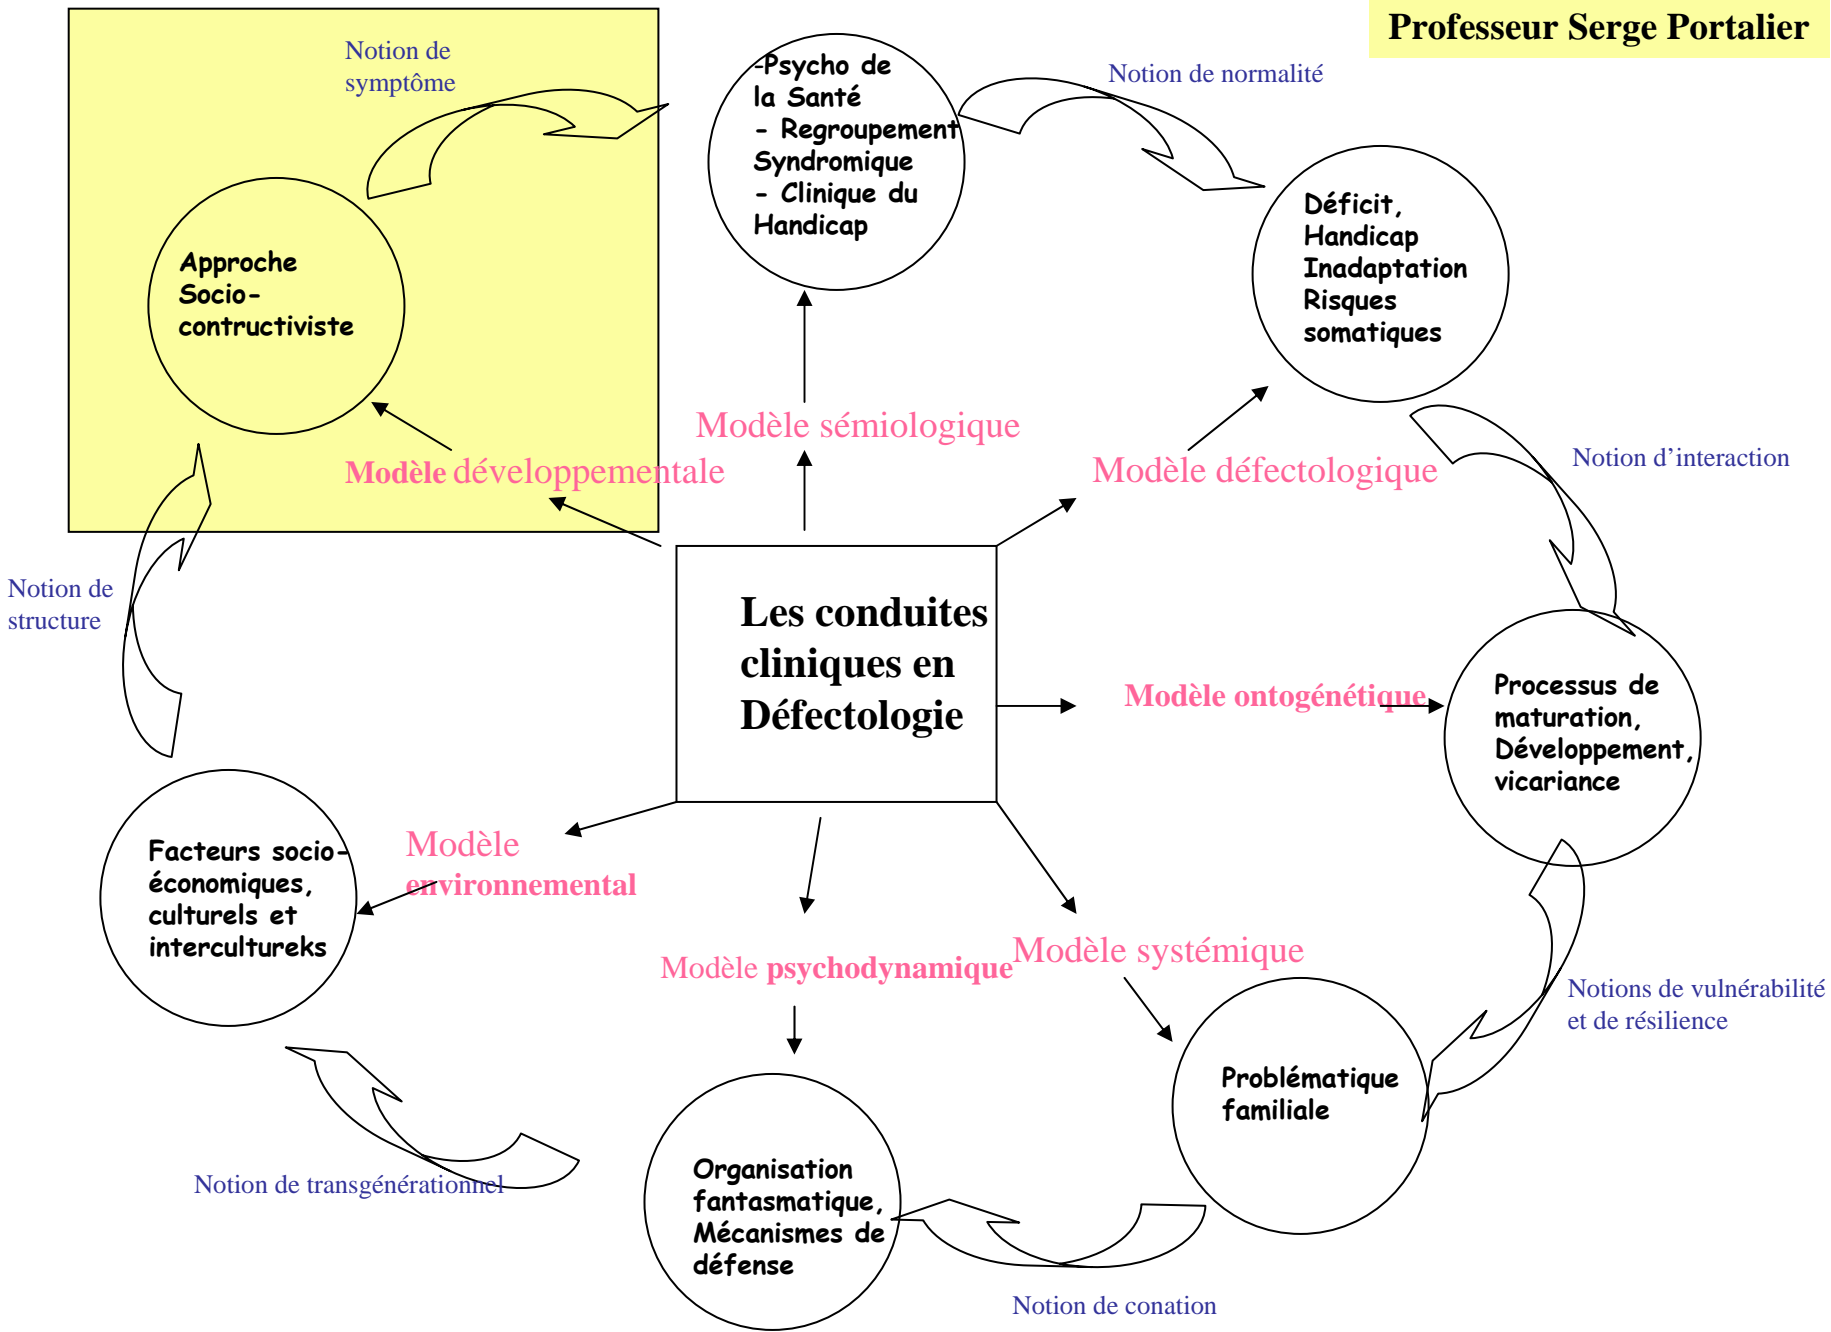 Professeur Serge Portalier
Notion de
symptôme
-Psycho de
la Santé
- Regroupement
Syndromique
- Clinique du
Handicap
Notion de normalité
Déficit,
Handicap
Inadaptation
Risques
somatiques
Approche
Socio-
contructiviste
Modèle sémiologique
Modèle développementale
Modèle défectologique
Notion d’interaction
Notion de
structure
Les conduites
cliniques en
Défectologie
Modèle ontogénétique
Processus de
maturation,
Développement,
vicariance
Facteurs socio-
économiques,
culturels et
intercultureks
Modèle
environnemental
Modèle psychodynamique
Modèle systémique
Notions de vulnérabilité
et de résilience
Problématique
familiale
Notion de transgénérationnel
Organisation
fantasmatique,
Mécanismes de
défense
Notion de conation